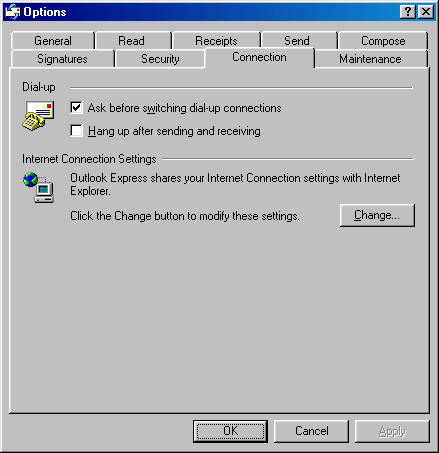 Options
General Read Receipts Send Compose
Signatures Security Connection Maintenance
Dial-up
Ask before switching dial-up connections
Hang up after sending and receiving
Internet Connection Settings
Outlook Express shares your Internet Connection settings with Internet
Explorer.
Click the Change button to modify these settings. Change...
OK Cancel Apply